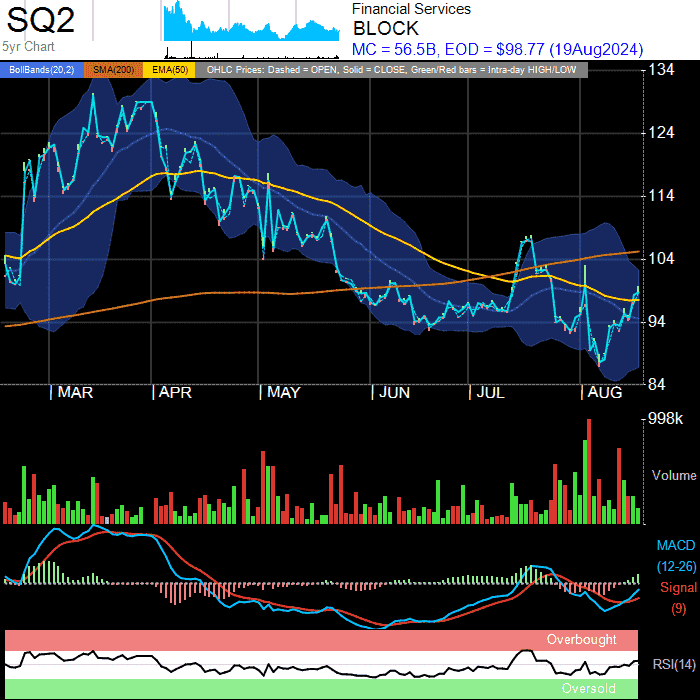 SQ2
5yr Chart
Financial Services
BLOCK
MC = 56.5B, EOD = $98.77 (19Aug2024)
BollBands(20,2) SMA(200) EMA(50) OHLC Prices: Dashed = OPEN, Solid = CLOSE, Green/Red bars = Intra-day HIGH/LOW
134
124
114
104
94
84
MAR APR MAY JUN JUL AUG
998k
Volume
MACD
(12-26)
Signal
(9)
Overbought
RSI(14)
Oversold